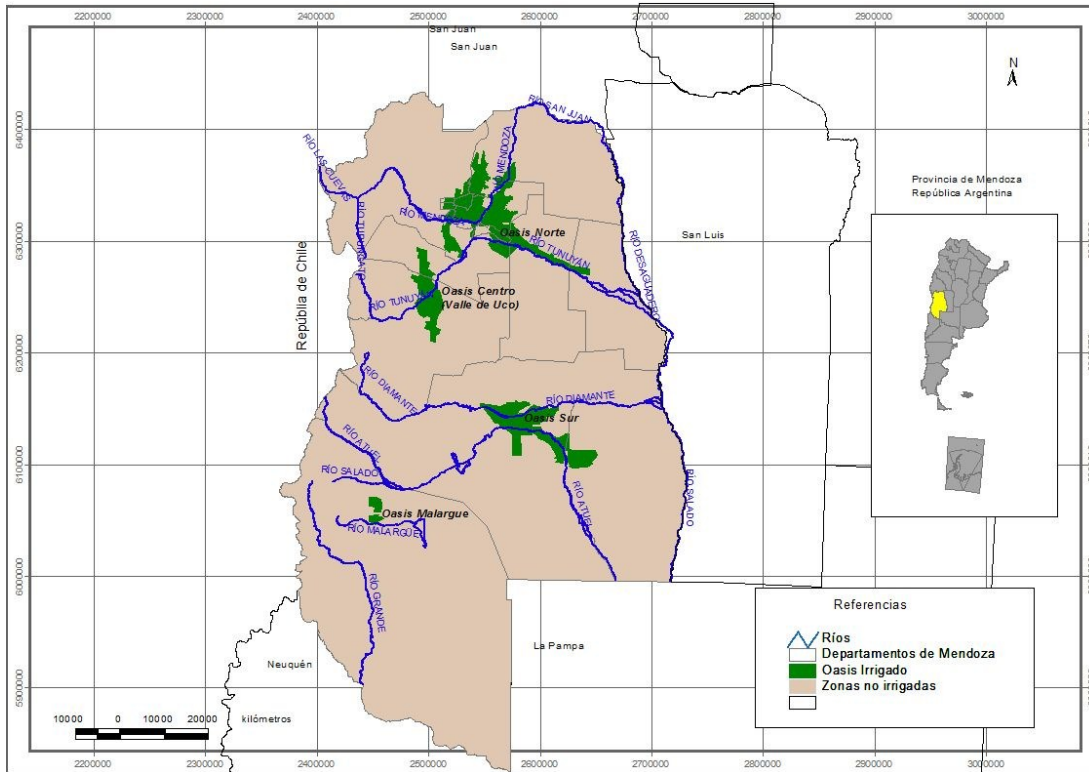 2200000 2300000 2400000 2500000 2600000 2700000 2800000 2900000 3000000
San Juan
San Juan
N
6400000
RÍO SAN JUAN
RÍO LAS CUEVAS
RÍO MENDOZA
Provincia de Mendoza
República Argentina
RÍO TUPUNGATO
RÍO MENDOZA
Oasis Norte
San Luis
6300000
RÍO TUNUYÁN
RÍO DESAGUADERO
Repúblia de Chile
Oasis Centro
(Valle de Uco)
RÍO TUNUYÁN
6200000
RÍO DIAMANTE
RÍO DIAMANTE
Oasis Sur
RÍO ATUEL
6100000
RÍO SALADO
RÍO SALADO
Oasis Malargue
RÍO MALARGÜE
RÍO ATUEL
6000000
RÍO GRANDE
Referencias
Ríos
Departamentos de Mendoza
Oasis Irrigado
Zonas no irrigadas
La Pampa
Neuquén
10000 0 10000 20000 kilómetros
2200000 2300000 2400000 2500000 2600000 2700000 2800000 2900000 3000000